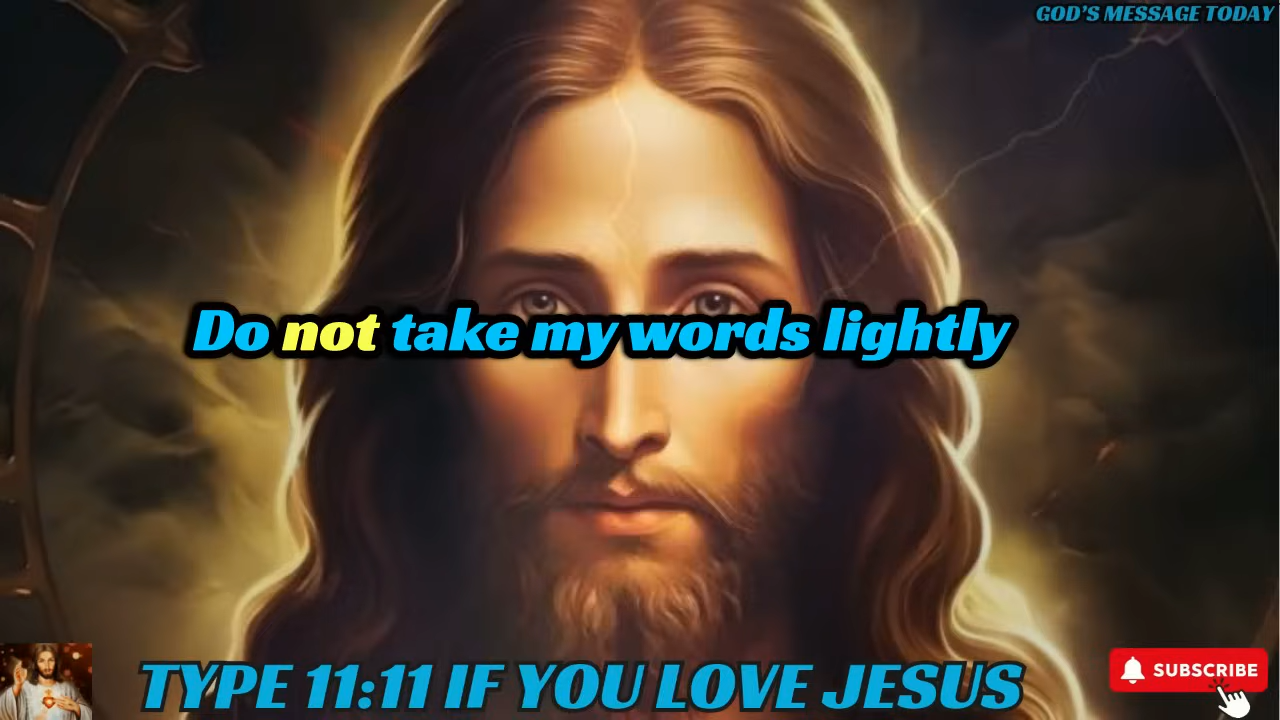 GOD'S MESSAGE TODAY
Do not take my words lightly
TYPE 11:11 IF YOU LOVE JESUS
SUBSCRIBE